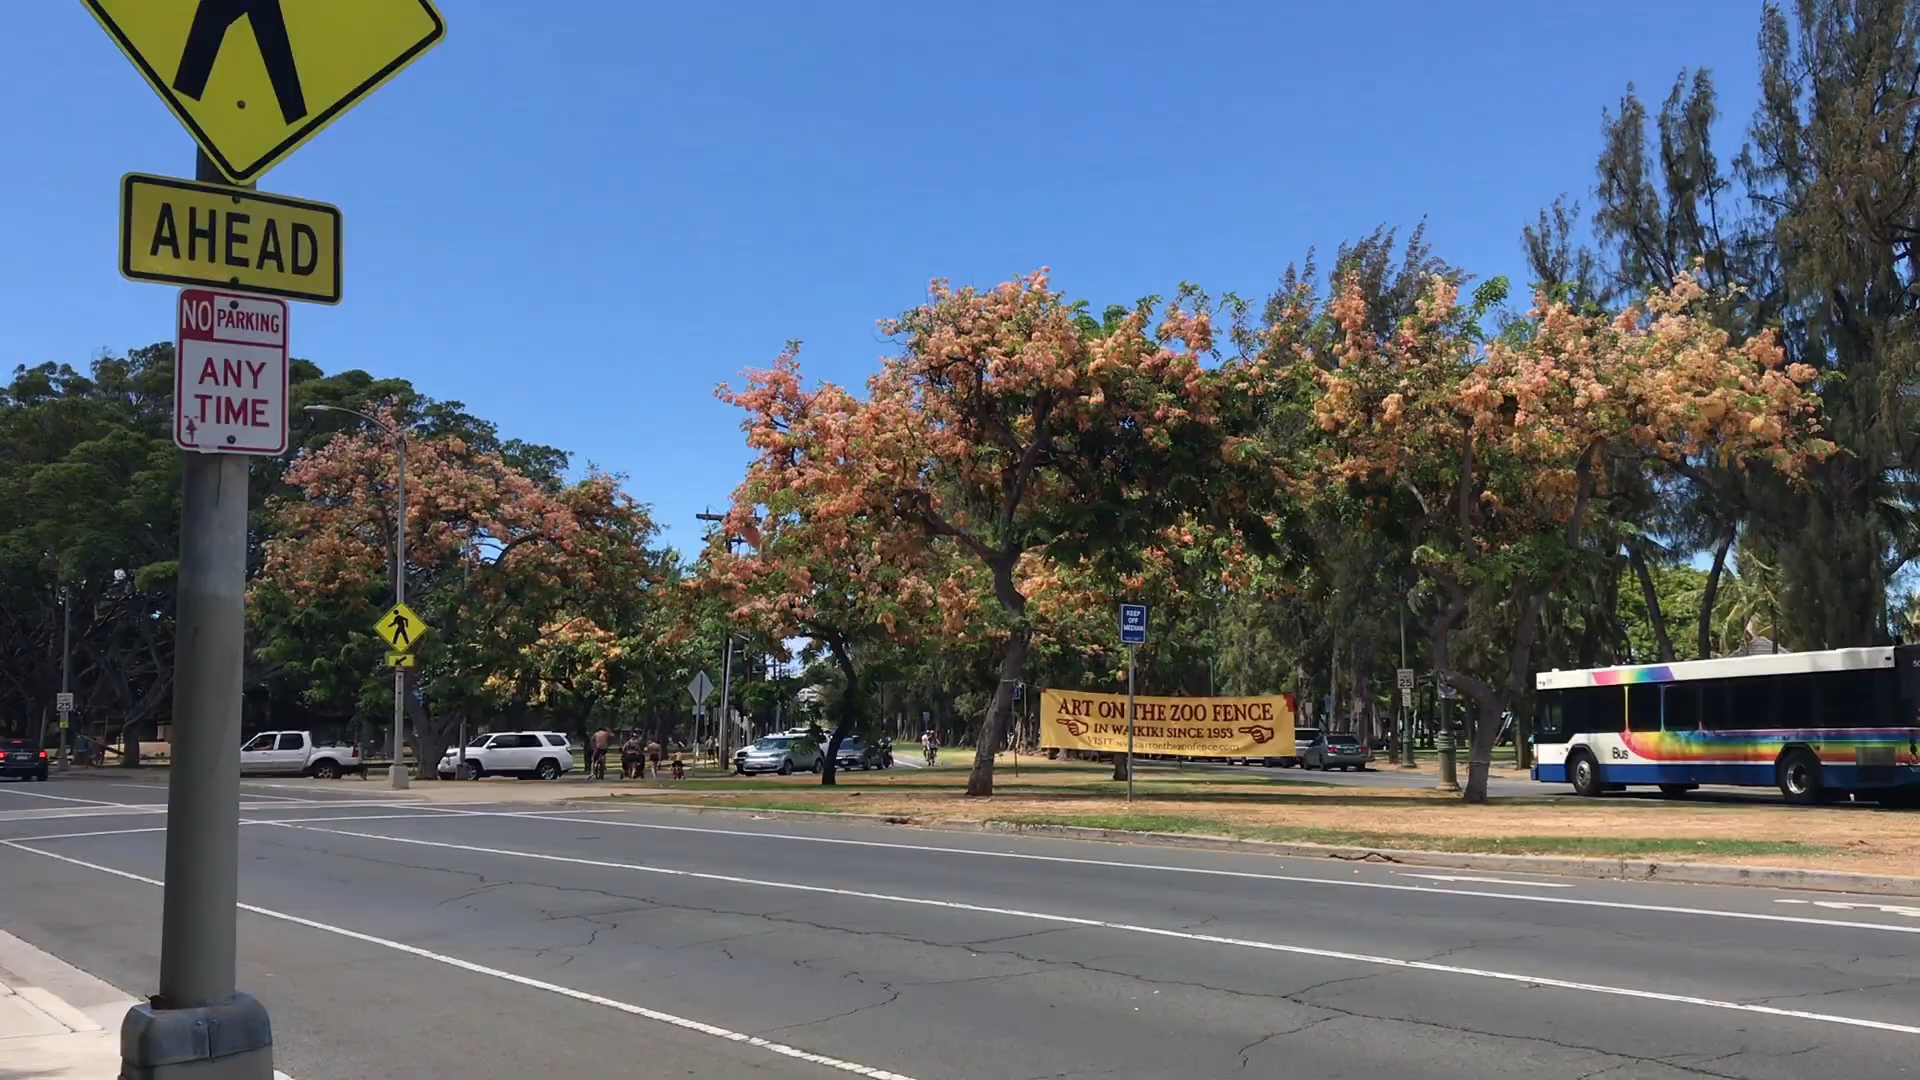 AHEAD
NO PARKING
ANY
TIME
KEEP
OFF
MEDIAN
ART ON THE ZOO FENCE
IN WAIKIKI SINCE 1953
VISIT www.artonthezoofence.com
25
25
Bus